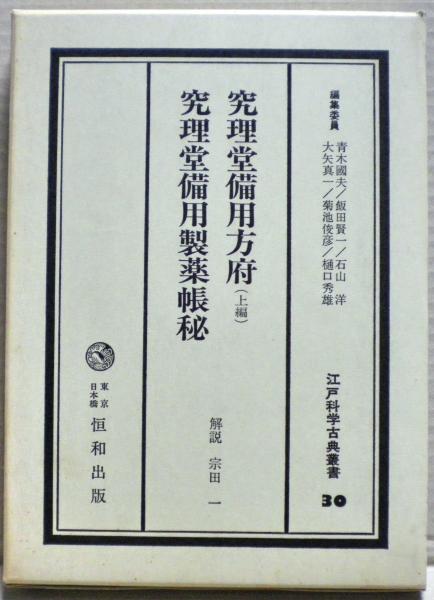 編集委員
青木國夫/飯田賢一/石山 洋
大矢真一/菊池俊彦/樋口秀雄
江戸科学古典叢書
30
究理堂備用方府(上編)
究理堂備用製薬帳秘
解説 宗田 一
東京
日本橋
恒和出版